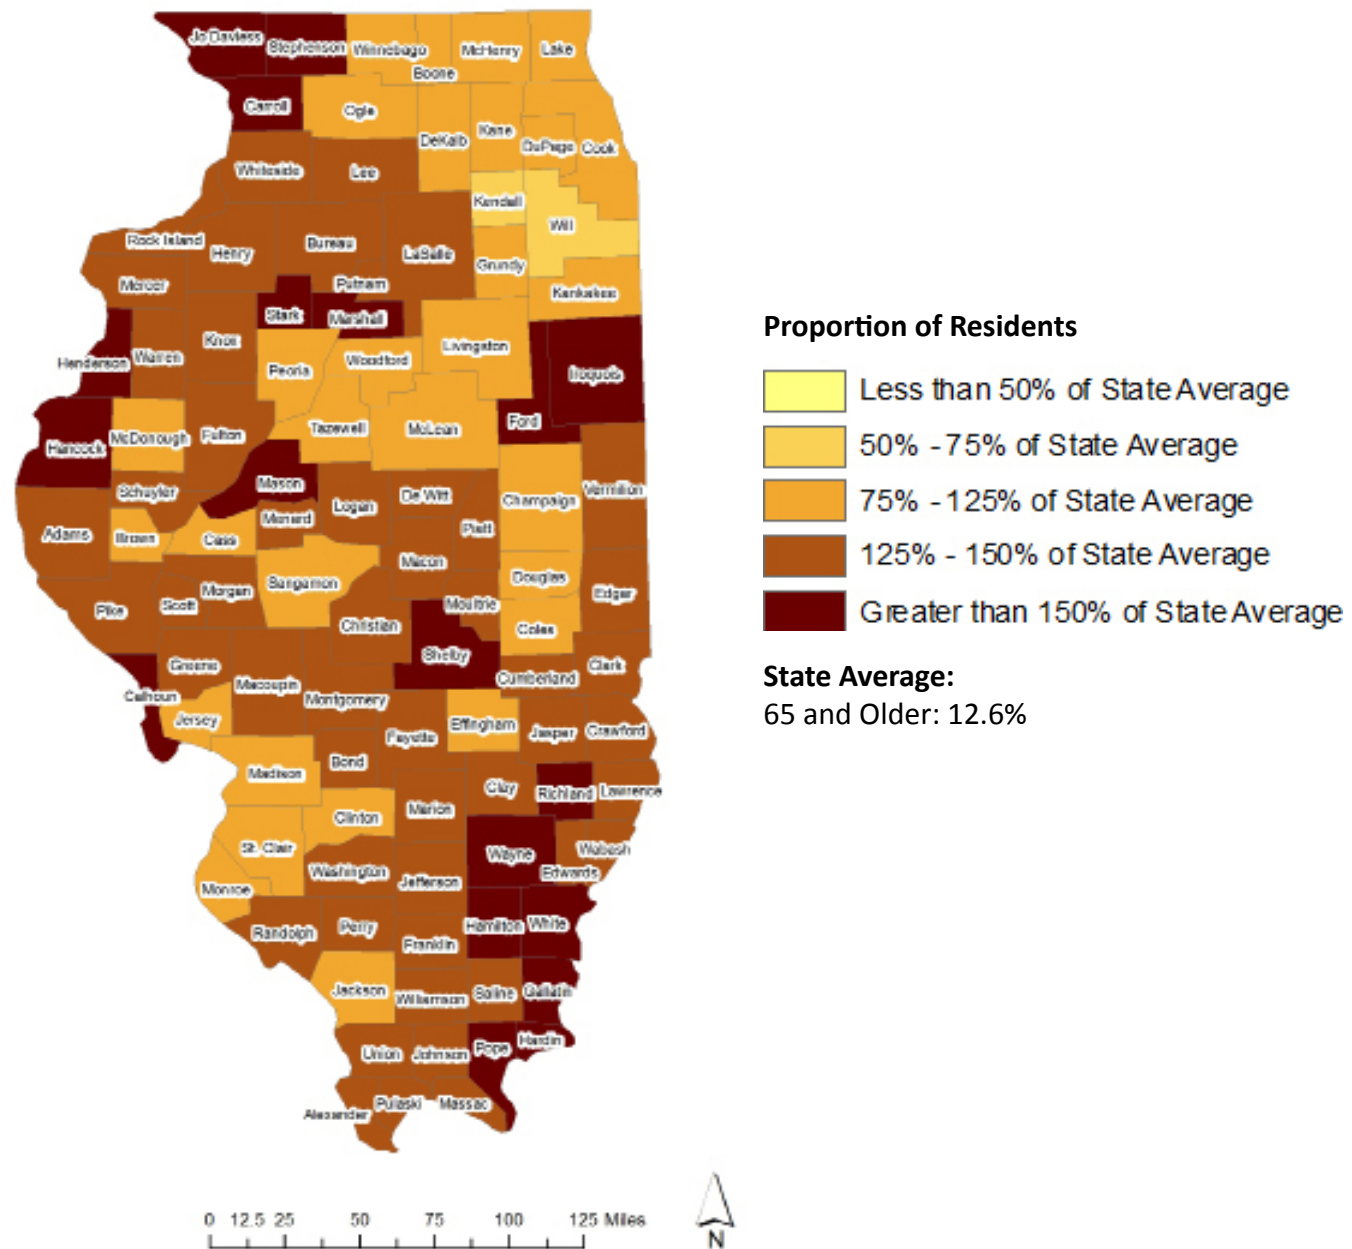 Jo Daviess
Stephenson
Winnebago
McHenry
Lake
Boone
Carroll
Ogle
Kane
DeKalb
DuPage
Cook
Whiteside
Lee
Kendall
Will
Rock Island
Henry
Bureau
LaSalle
Grundy
Mercer
Putnam
Kankakee
Stark
Marshall
Knox
Livingston
Henderson
Warren
Woodford
Peoria
Iroquois
Ford
McDonough
Fulton
Tazewell
McLean
Hancock
Mason
Schuyler
De Witt
Champaign
Vermilion
Logan
Menard
Piatt
Adams
Brown
Cass
Macon
Sangamon
Douglas
Morgan
Scott
Pike
Moultrie
Edgar
Christian
Coles
Shelby
Greene
Clark
Macoupin
Cumberland
Calhoun
Montgomery
Jersey
Effingham
Fayette
Jasper
Crawford
Bond
Madison
Clay
Richland
Lawrence
Marion
Clinton
St. Clair
Wayne
Wabash
Washington
Edwards
Jefferson
Monroe
Randolph
Perry
Hamilton
White
Franklin
Jackson
Williamson
Saline
Gallatin
Union
Johnson
Pope
Hardin
Alexander
Pulaski
Massac
Proportion of Residents
Less than 50% of State Average
50% - 75% of State Average
75% - 125% of State Average
125% - 150% of State Average
Greater than 150% of State Average
State Average:
65 and Older: 12.6%
0 12.5 25 50 75 100 125 Miles
N